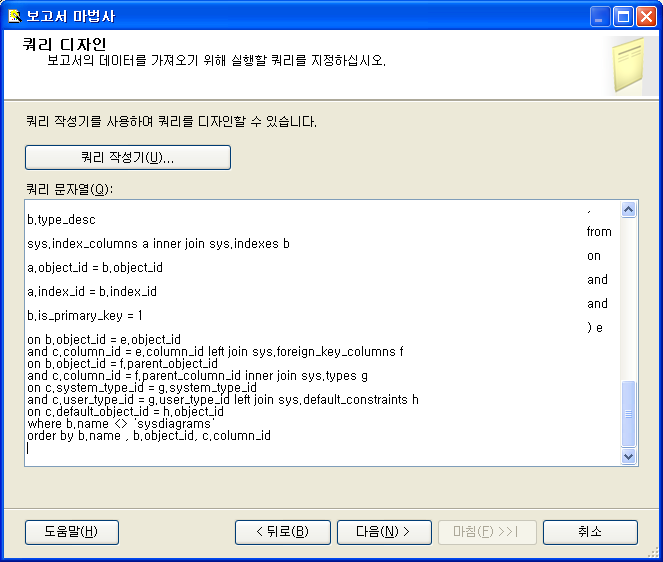 보고서 마법사
쿼리 디자인
보고서의 데이터를 가져오기 위해 실행할 쿼리를 지정하십시오.
쿼리 작성기를 사용하여 쿼리를 디자인할 수 있습니다.
쿼리 작성기(U)...
쿼리 문자열(Q):
,
b.type_desc
from
sys.index_columns a inner join sys.indexes b
on
a.object_id = b.object_id
and
a.index_id = b.index_id
and
b.is_primary_key = 1
) e
on b.object_id = e.object_id
and c.column_id = e.column_id left join sys.foreign_key_columns f
on b.object_id = f.parent_object_id
and c.column_id = f.parent_column_id inner join sys.types g
on c.system_type_id = g.system_type_id
and c.user_type_id = g.user_type_id left join sys.default_constraints h
on c.default_object_id = h.object_id
where b.name <> 'sysdiagrams'
order by b.name , b.object_id, c.column_id
도움말(H)
< 뒤로(B)
다음(N) >
마침(F) >>|
취소